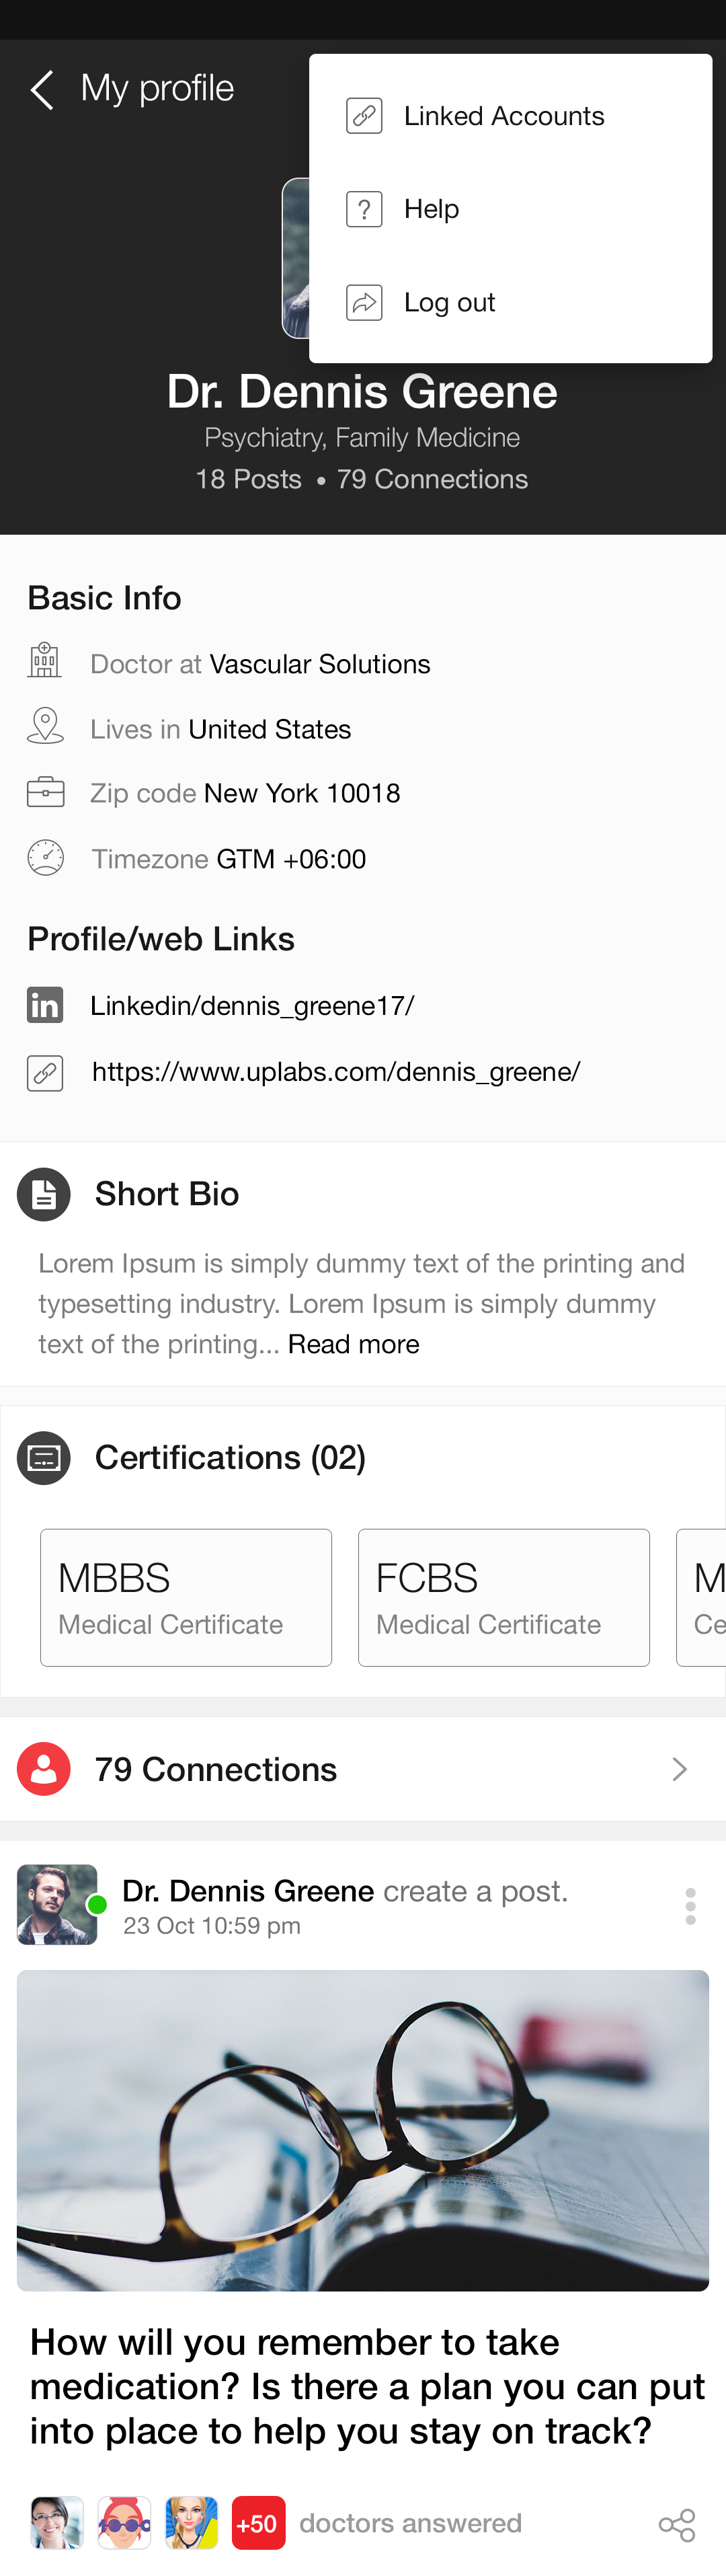 My profile
Linked Accounts
?
Help
Log out
Dr. Dennis Greene
Psychiatry, Family Medicine
18 Posts • 79 Connections
Basic Info
Doctor at Vascular Solutions
Lives in United States
Zip code New York 10018
Timezone GTM +06:00
Profile/web Links
in
Linkedin/dennis_greene17/
https://www.uplabs.com/dennis_greene/
Short Bio
Lorem Ipsum is simply dummy text of the printing and
typesetting industry. Lorem Ipsum is simply dummy
text of the printing... Read more
Certifications (02)
MBBS
Medical Certificate
FCBS
Medical Certificate
M
Ce
79 Connections
Dr. Dennis Greene create a post.
23 Oct 10:59 pm
How will you remember to take
medication? Is there a plan you can put
into place to help you stay on track?
+50 doctors answered